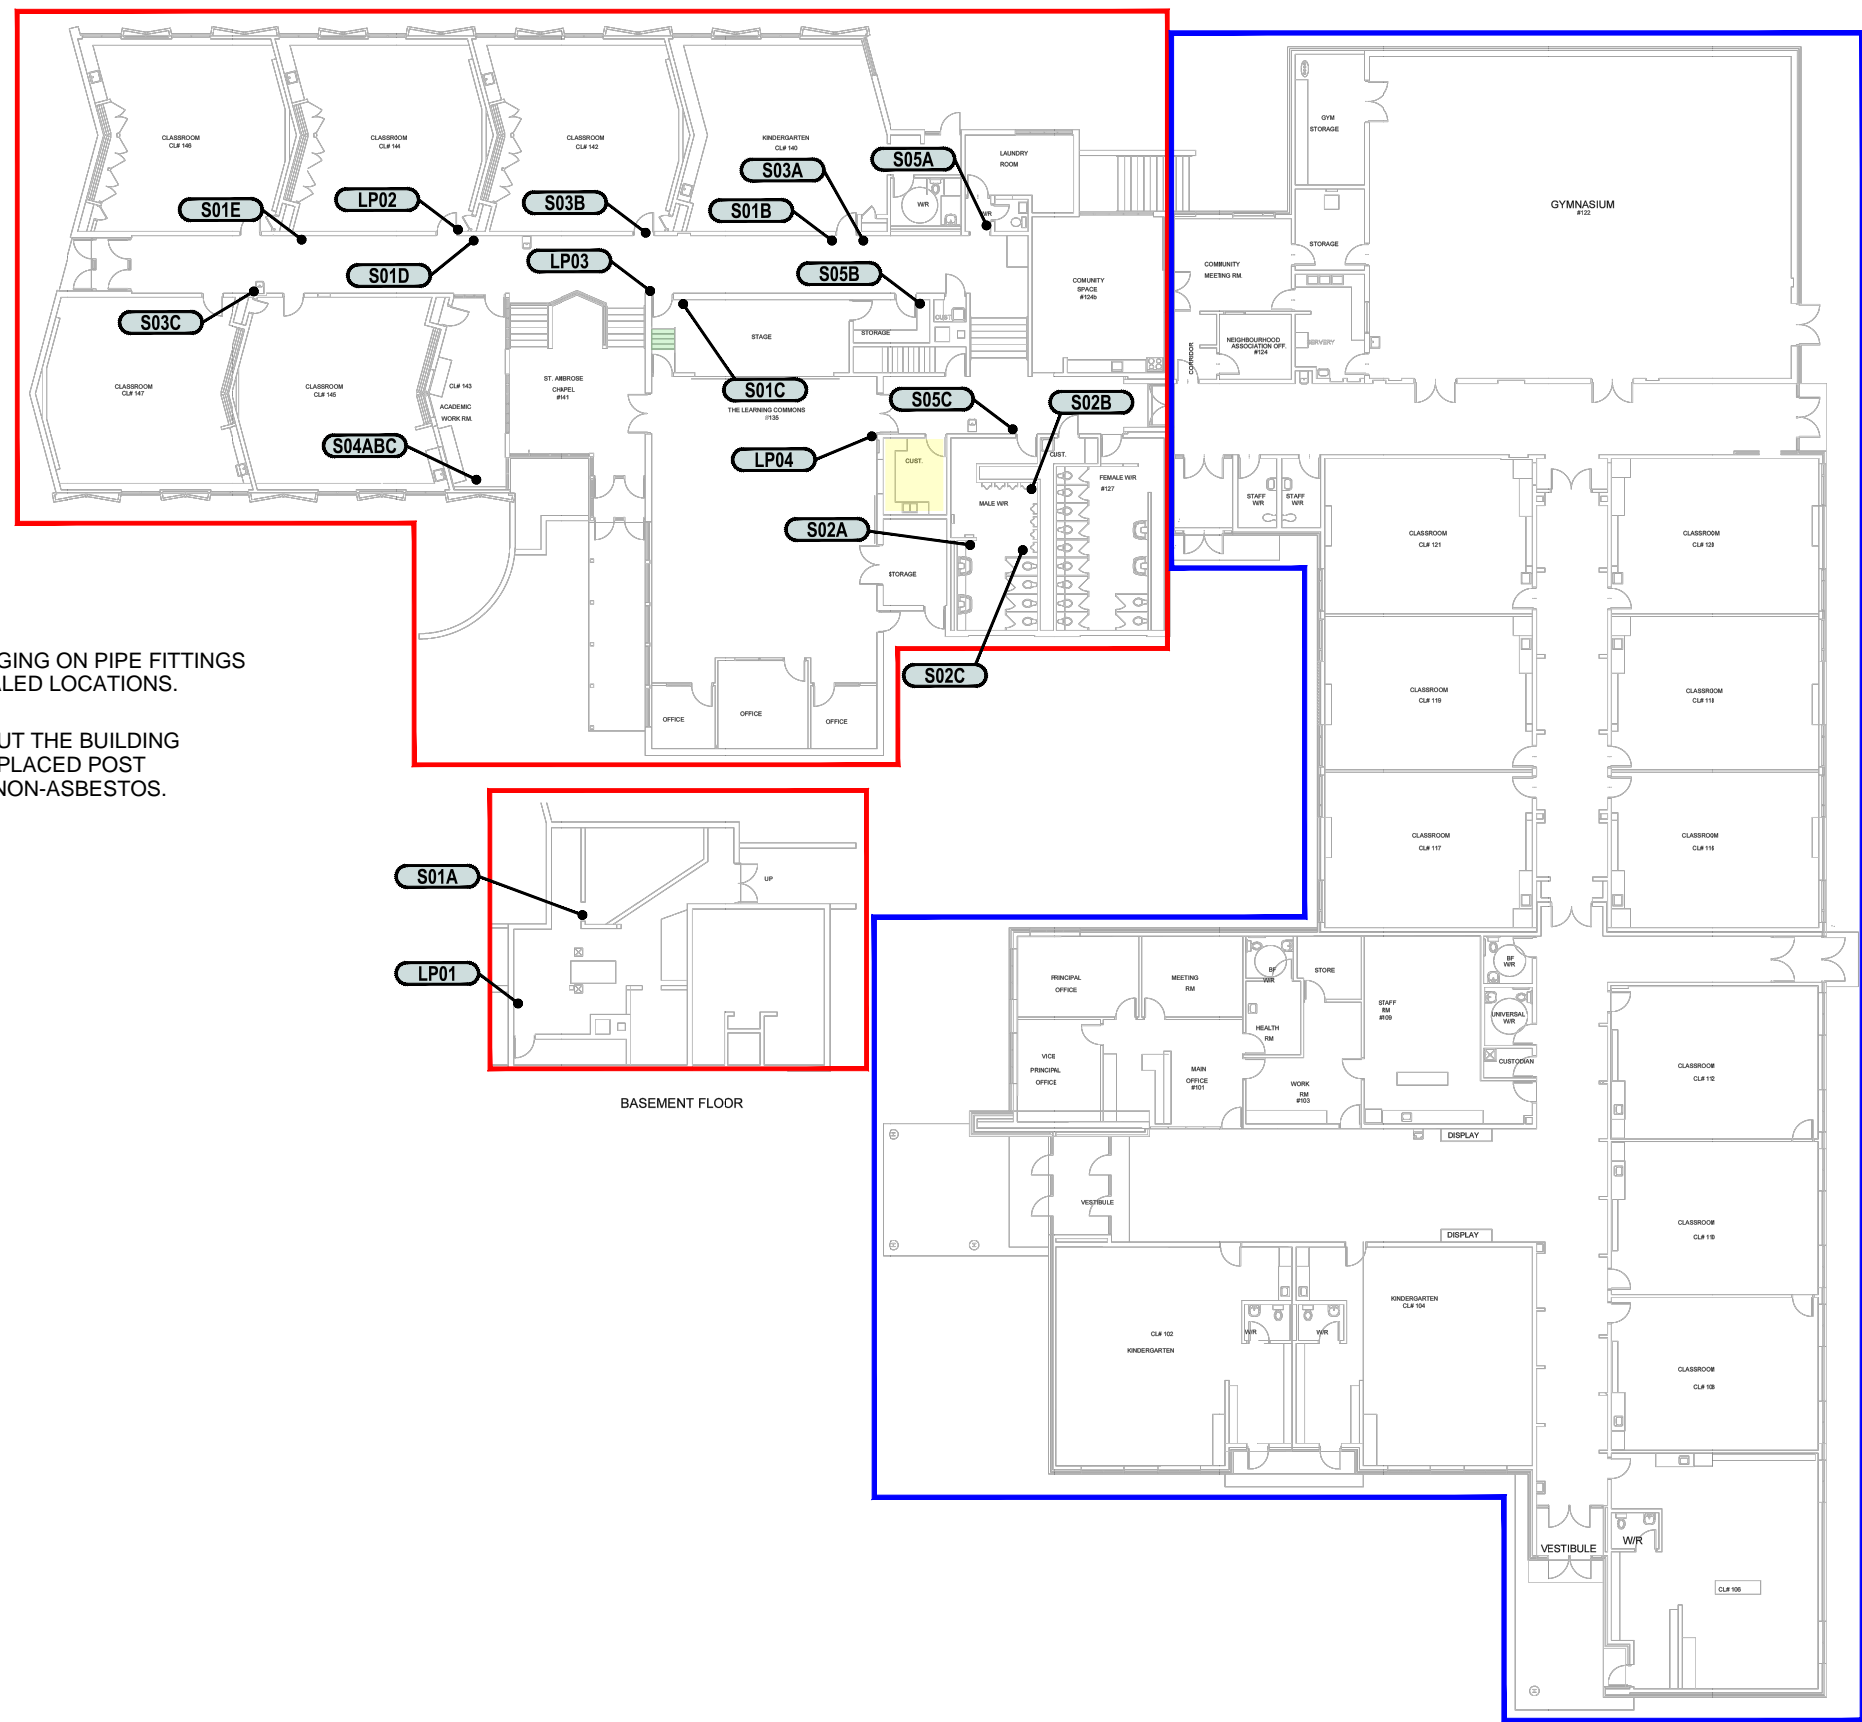 CLASSROOM
CL# 146
CLASSROOM
CL# 144
CLASSROOM
CL# 142
KINDERGARTEN
CL# 140
S03A
S05A
LAUNDRY
ROOM
GYM
STORAGE
GYMNASIUM
#122
S01E
LP02
S03B
S01B
W/R
W/R
STORAGE
S01D
LP03
S05B
COMUNITY
SPACE
#124b
COMMUNITY
MEETING RM.
S03C
CUST.
STAGE
STORAGE
CORRIDOR
NEIGHBOURHOOD
ASSOCIATION OFF.
#124
SERVERY
CLASSROOM
CL# 147
CLASSROOM
CL# 145
CL# 143
ACADEMIC
WORK RM.
ST. AMBROSE
CHAPEL
#141
S01C
THE LEARNING COMMONS
#135
S05C
S02B
S04ABC
LP04
CUST.
CUST.
MALE W/R
FEMALE W/R
#127
STAFF
W/R
STAFF
W/R
S02A
STORAGE
CLASSROOM
CL# 121
CLASSROOM
CL# 120
GING ON PIPE FITTINGS
ALED LOCATIONS.
S02C
OFFICE
OFFICE
OFFICE
CLASSROOM
CL# 119
CLASSROOM
CL# 118
UT THE BUILDING
PLACED POST
NON-ASBESTOS.
CLASSROOM
CL# 117
CLASSROOM
CL# 116
S01A
UP
LP01
BASEMENT FLOOR
PRINCIPAL
OFFICE
MEETING
RM
BF
W/R
STORE
STAFF
RM
#109
BF
W/R
UNIVERSAL
W/R
HEALTH
RM
VICE
PRINCIPAL
OFFICE
MAIN
OFFICE
#101
WORK
RM
#103
CUSTODIAN
CLASSROOM
CL# 112
DISPLAY
VESTIBULE
DISPLAY
CLASSROOM
CL# 110
CL# 102
KINDERGARTEN
W/R
W/R
KINDERGARTEN
CL# 104
CLASSROOM
CL# 108
VESTIBULE
W/R
CL# 106